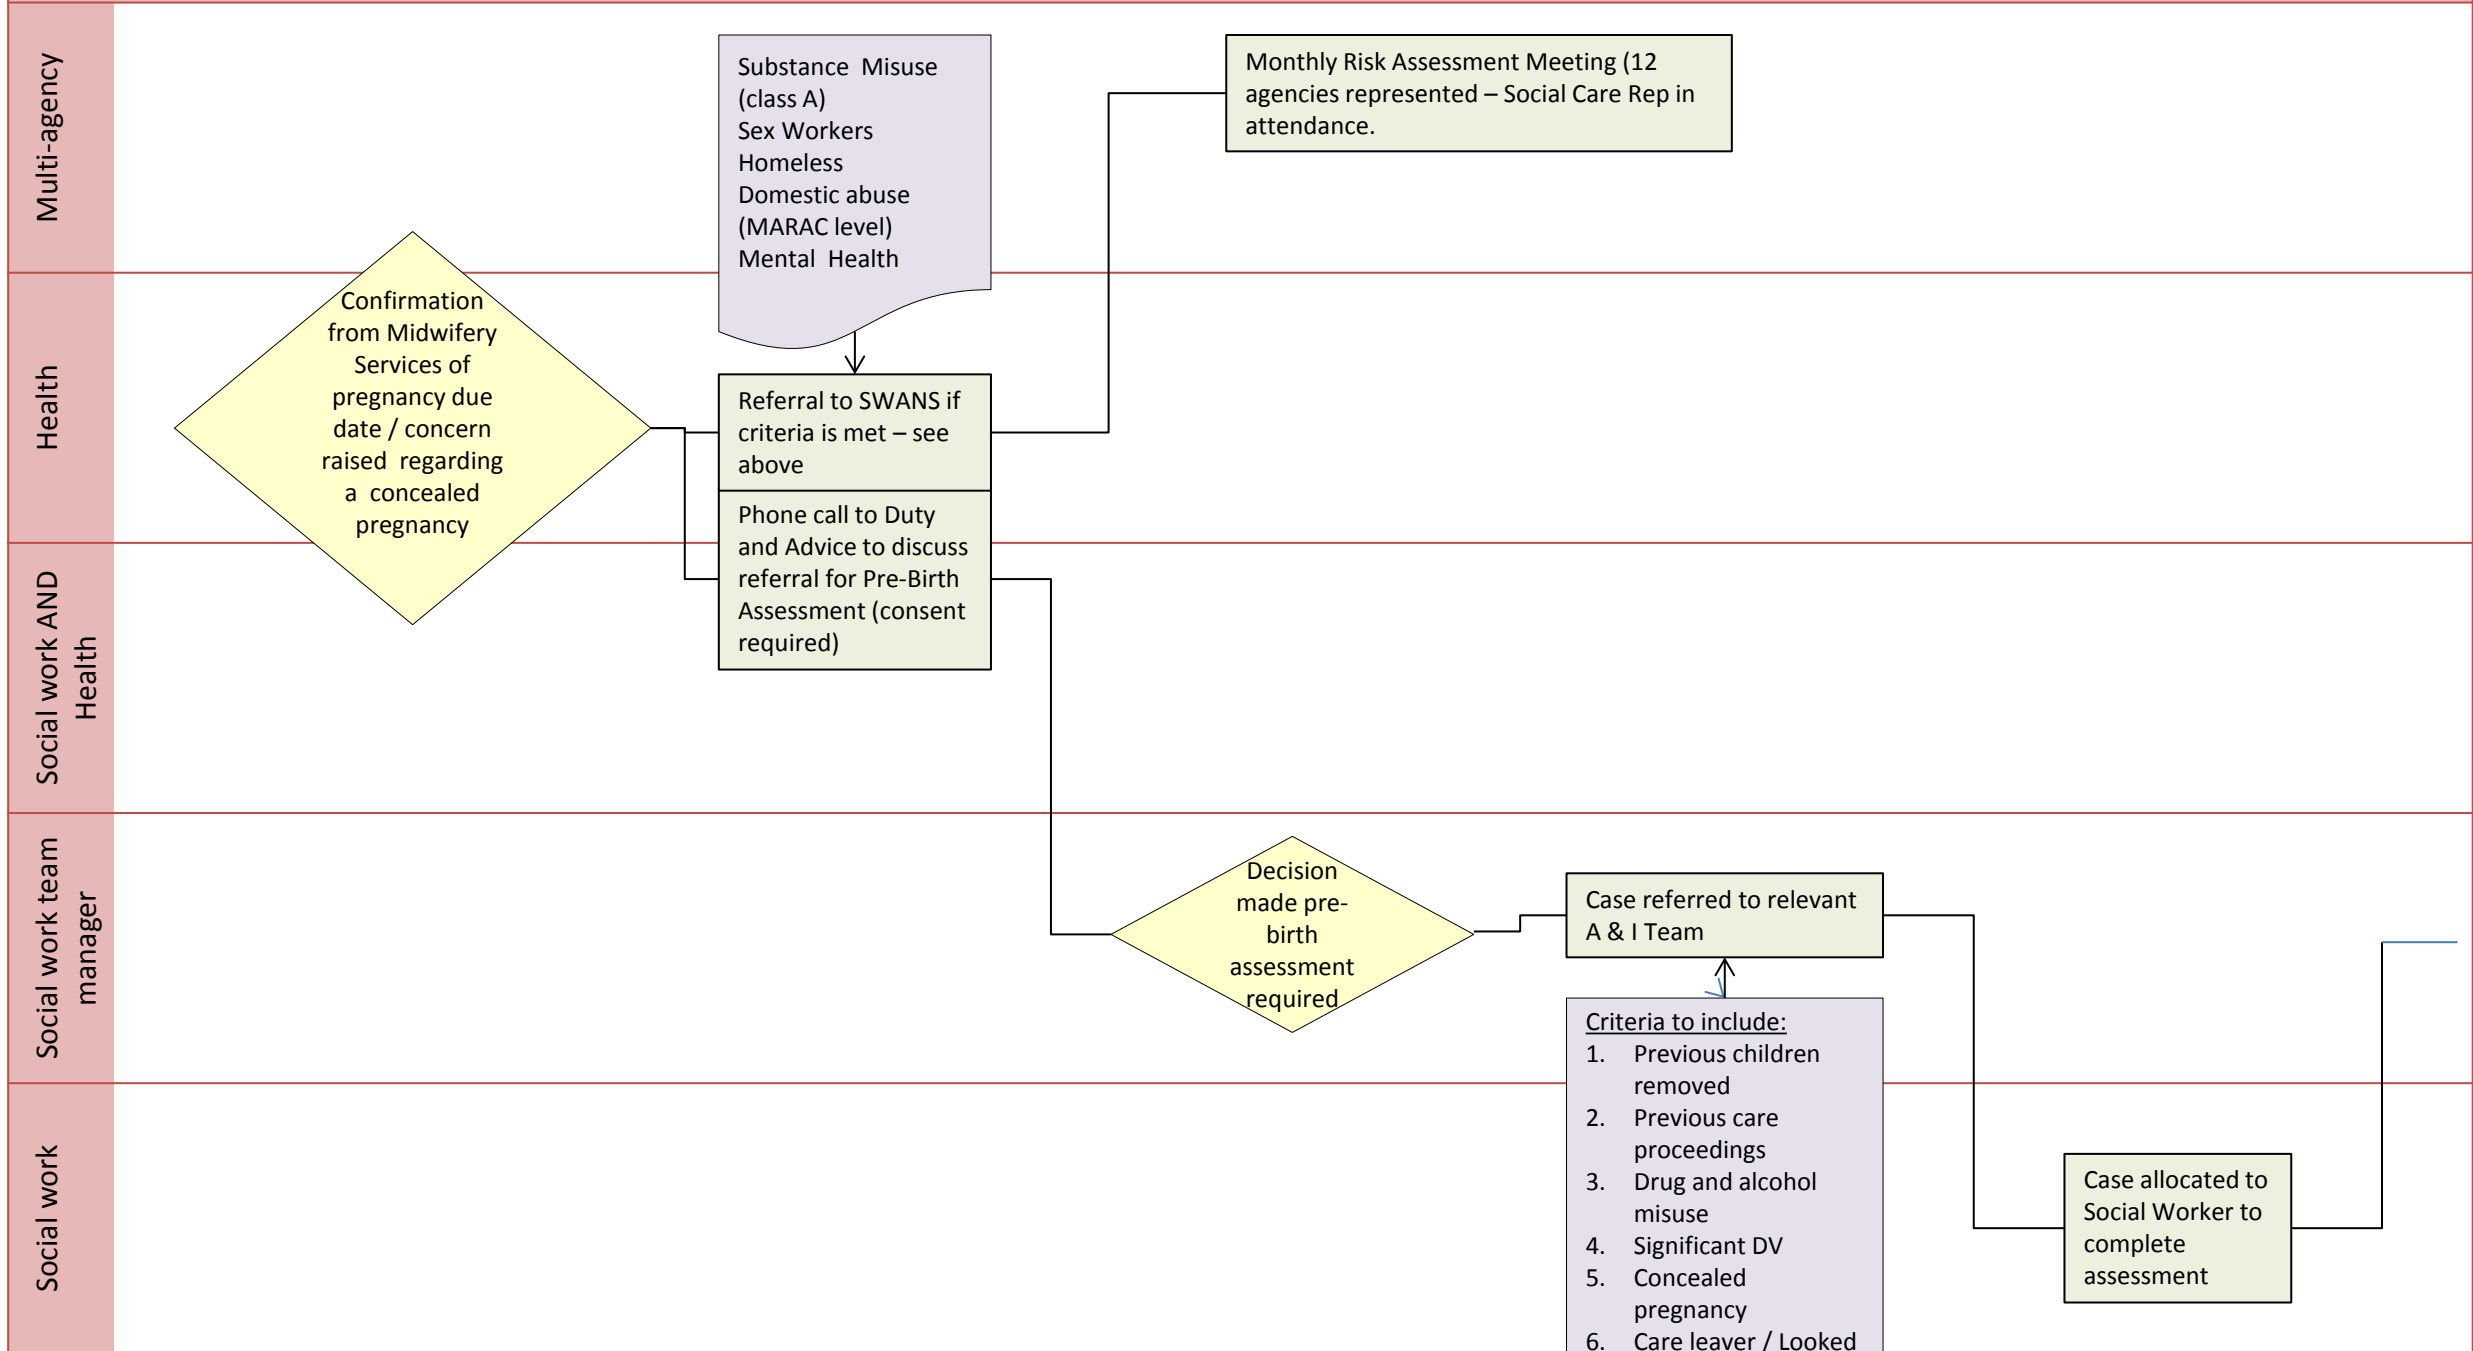 Multi-agency
Substance Misuse
(class A)
Sex Workers
Homeless
Domestic abuse
(MARAC level)
Mental Health
Monthly Risk Assessment Meeting (12
agencies represented – Social Care Rep in
attendance.
Health
Confirmation
from Midwifery
Services of
pregnancy due
date / concern
raised regarding
a concealed
pregnancy
Referral to SWANS if
criteria is met – see
above
Phone call to Duty
and Advice to discuss
referral for Pre-Birth
Assessment (consent
required)
Social work AND
Health
Social work team
manager
Decision
made pre-
birth
assessment
required
Case referred to relevant
A & I Team
Criteria to include:
1. Previous children
removed
2. Previous care
proceedings
3. Drug and alcohol
misuse
4. Significant DV
5. Concealed
pregnancy
6. Care leaver / Looked
Social work
Case allocated to
Social Worker to
complete
assessment